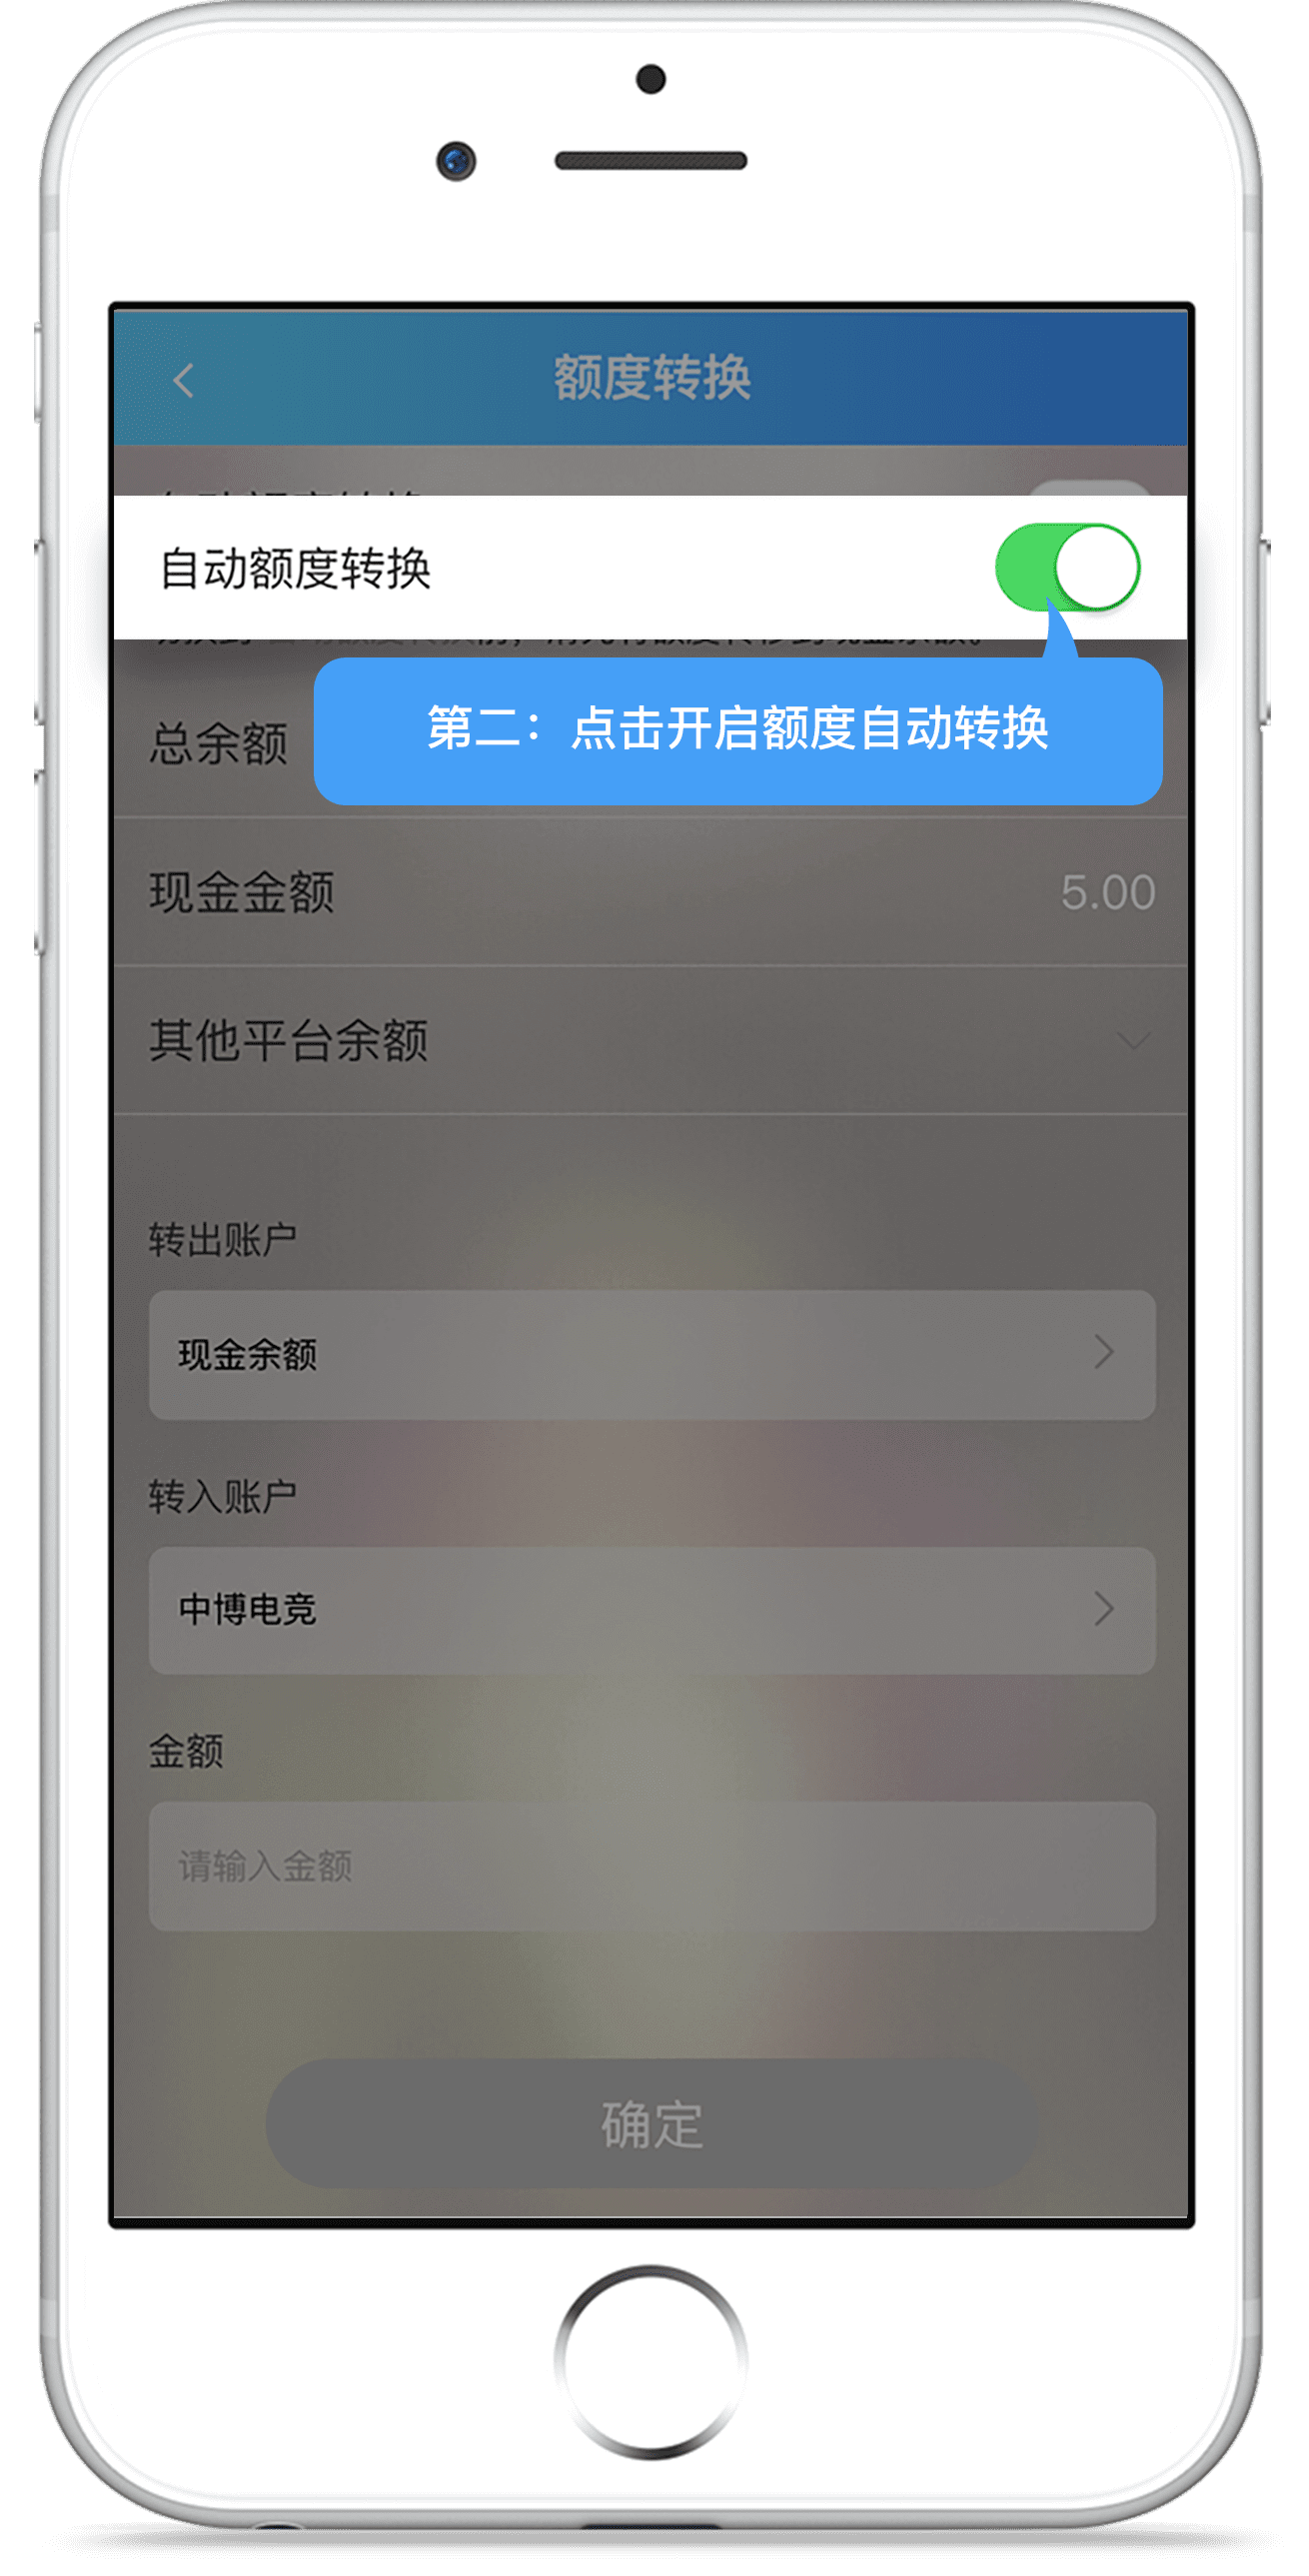 额度转换
自动额度转换
第二：点击开启额度自动转换
总余额
现金金额
5.00
其他平台余额
转出账户
现金余额
转入账户
中博电竞
金额
请输入金额
确定